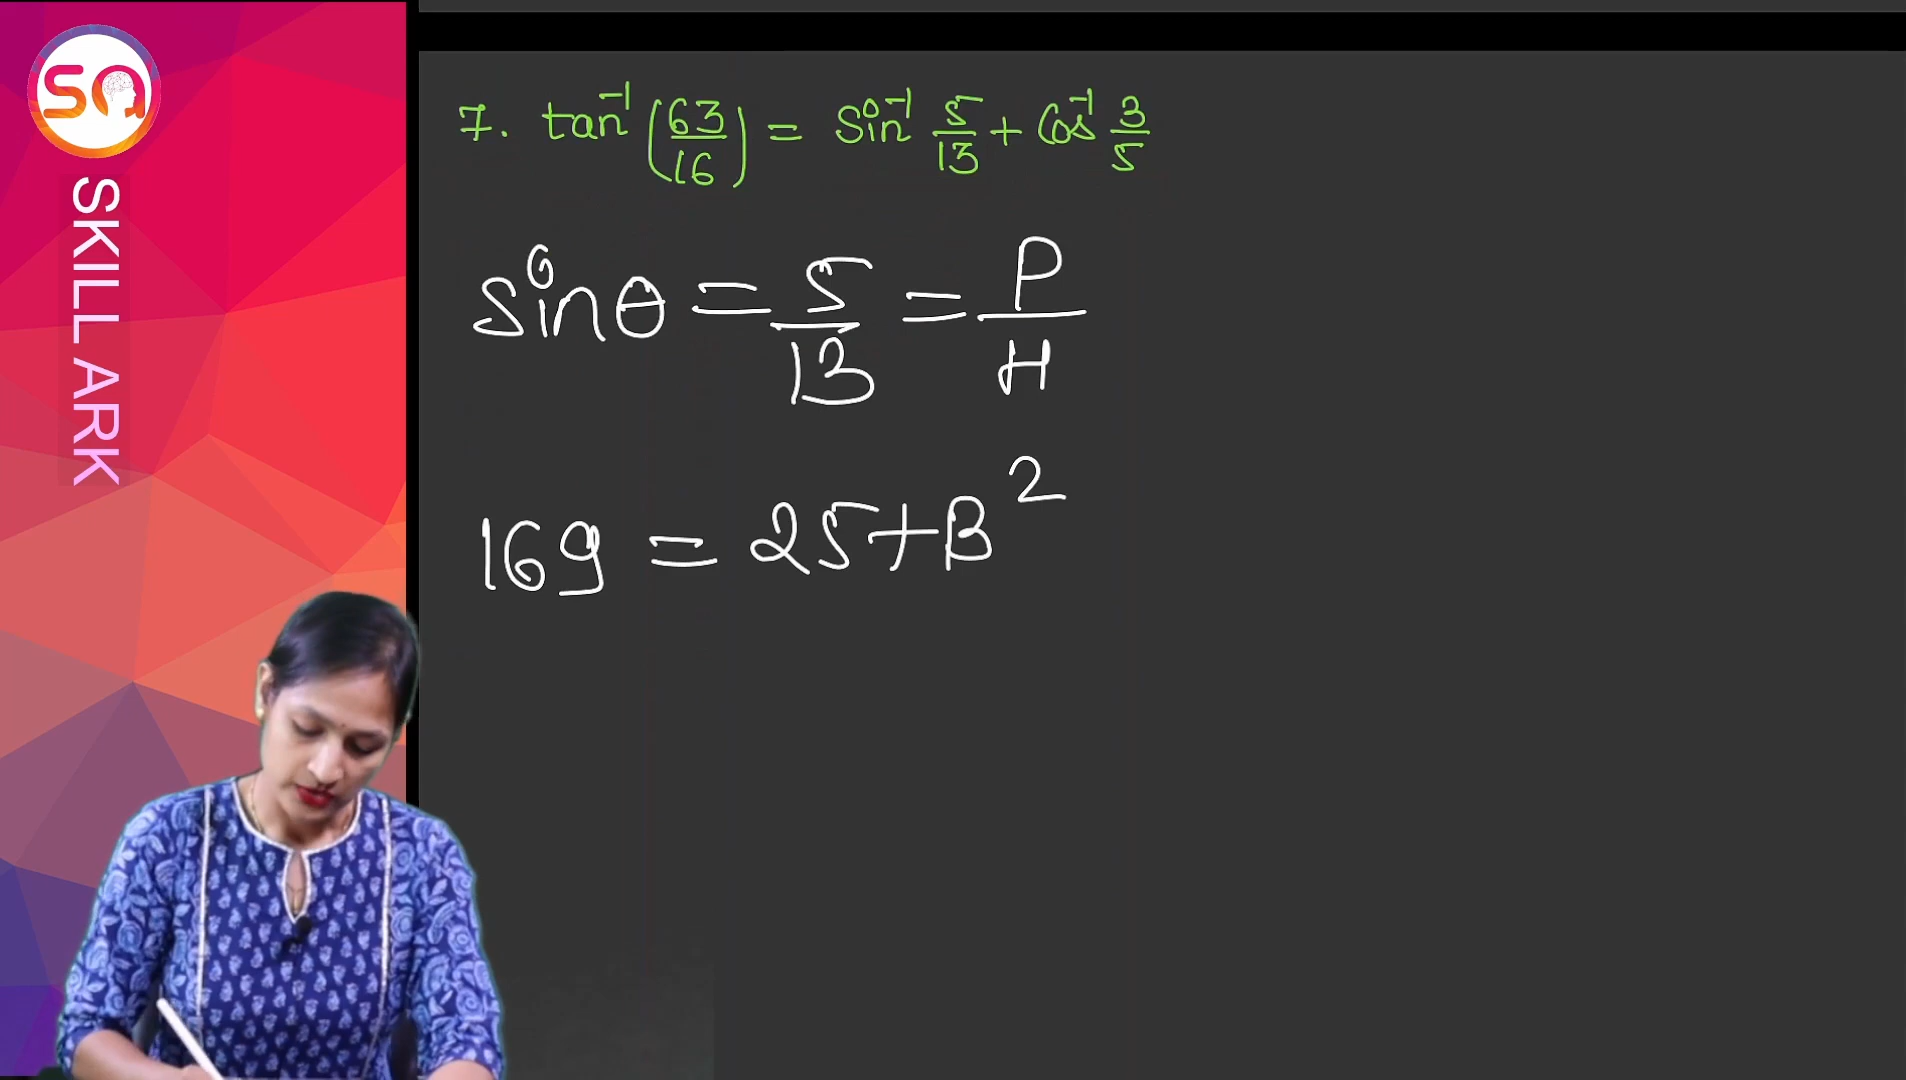 SA
SKILL ARK
7. tan⁻¹ (63/16) = sin⁻¹ 5/13 + cos⁻¹ 3/5
sinθ = 5/13 = P/H
169 = 25+B²